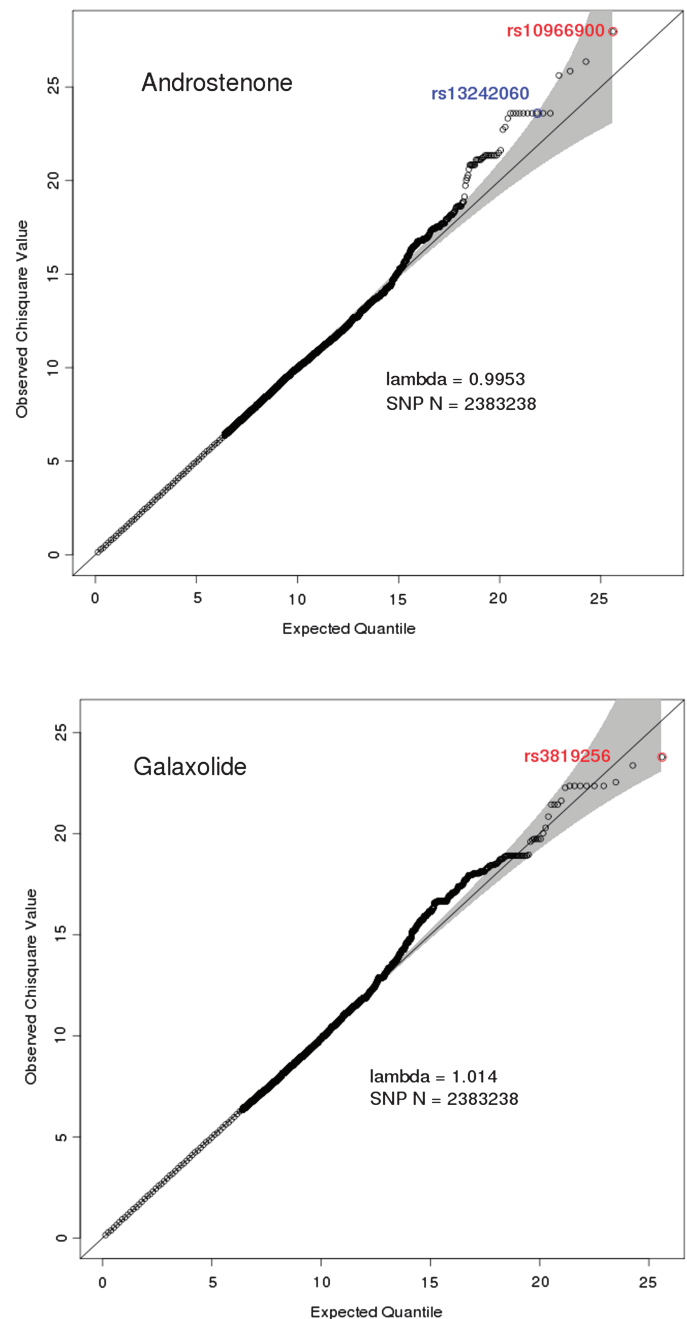 rs10966900
Androstenone
rs13242060
25
20
15
10
5
0
Observed Chisquare Value
lambda = 0.9953
SNP N = 2383238
0 5 10 15 20 25
Expected Quantile
rs3819256
Galaxolide
25
20
15
10
5
0
Observed Chisquare Value
lambda = 1.014
SNP N = 2383238
0 5 10 15 20 25
Expected Quantile